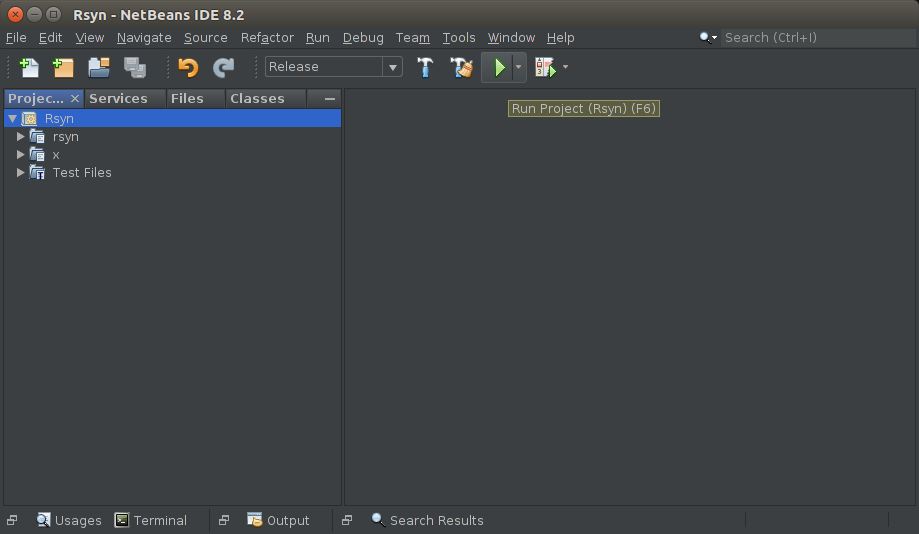 Rsyn - NetBeans IDE 8.2
File Edit View Navigate Source Refactor Run Debug Team Tools Window Help Search (Ctrl+I)
Release
Projec... Services Files Classes
Run Project (Rsyn) (F6)
Rsyn
rsyn
x
Test Files
Usages Terminal Output Search Results